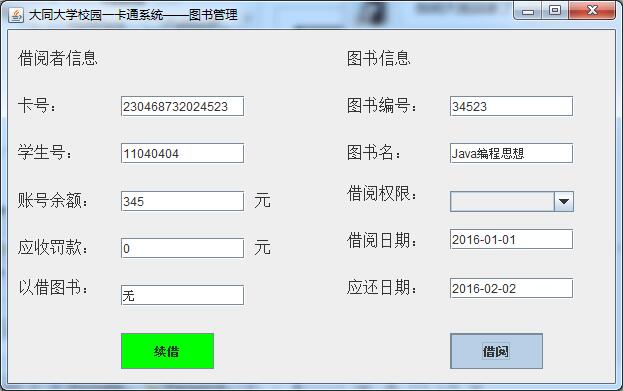 大同大学校园一卡通系统——图书管理
借阅者信息
图书信息
卡号： 230468732024523
图书编号： 34523
学生号： 11040404
图书名： Java编程思想
账号余额： 345 元
借阅权限：
应收罚款： 0 元
借阅日期： 2016-01-01
以借图书： 无
应还日期： 2016-02-02
续借
借阅